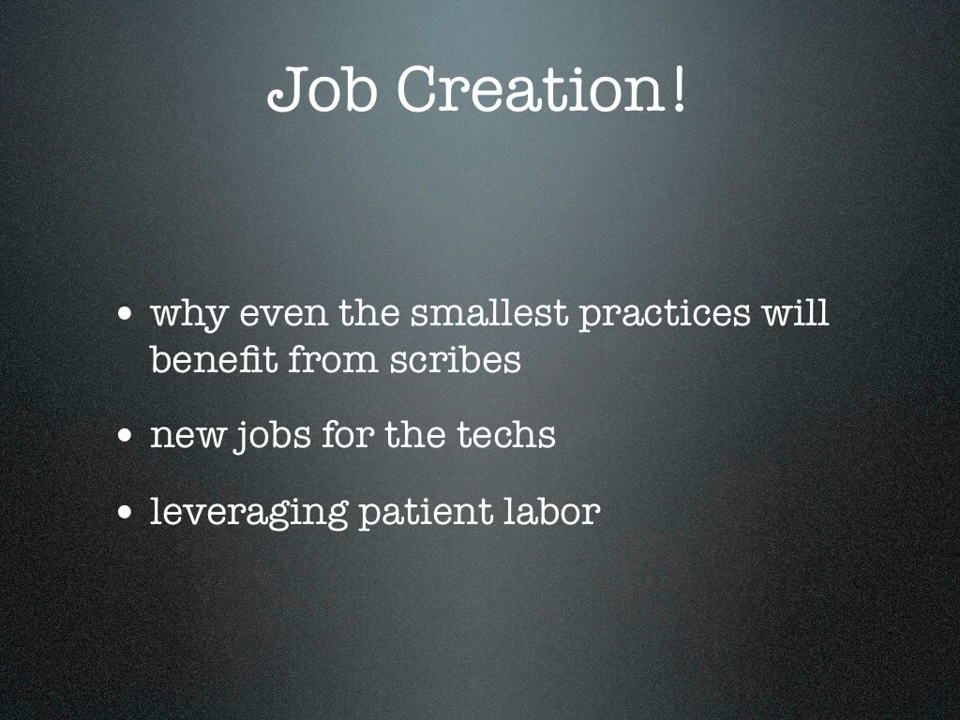 Job Creation!
• why even the smallest practices will
benefit from scribes
• new jobs for the techs
• leveraging patient labor